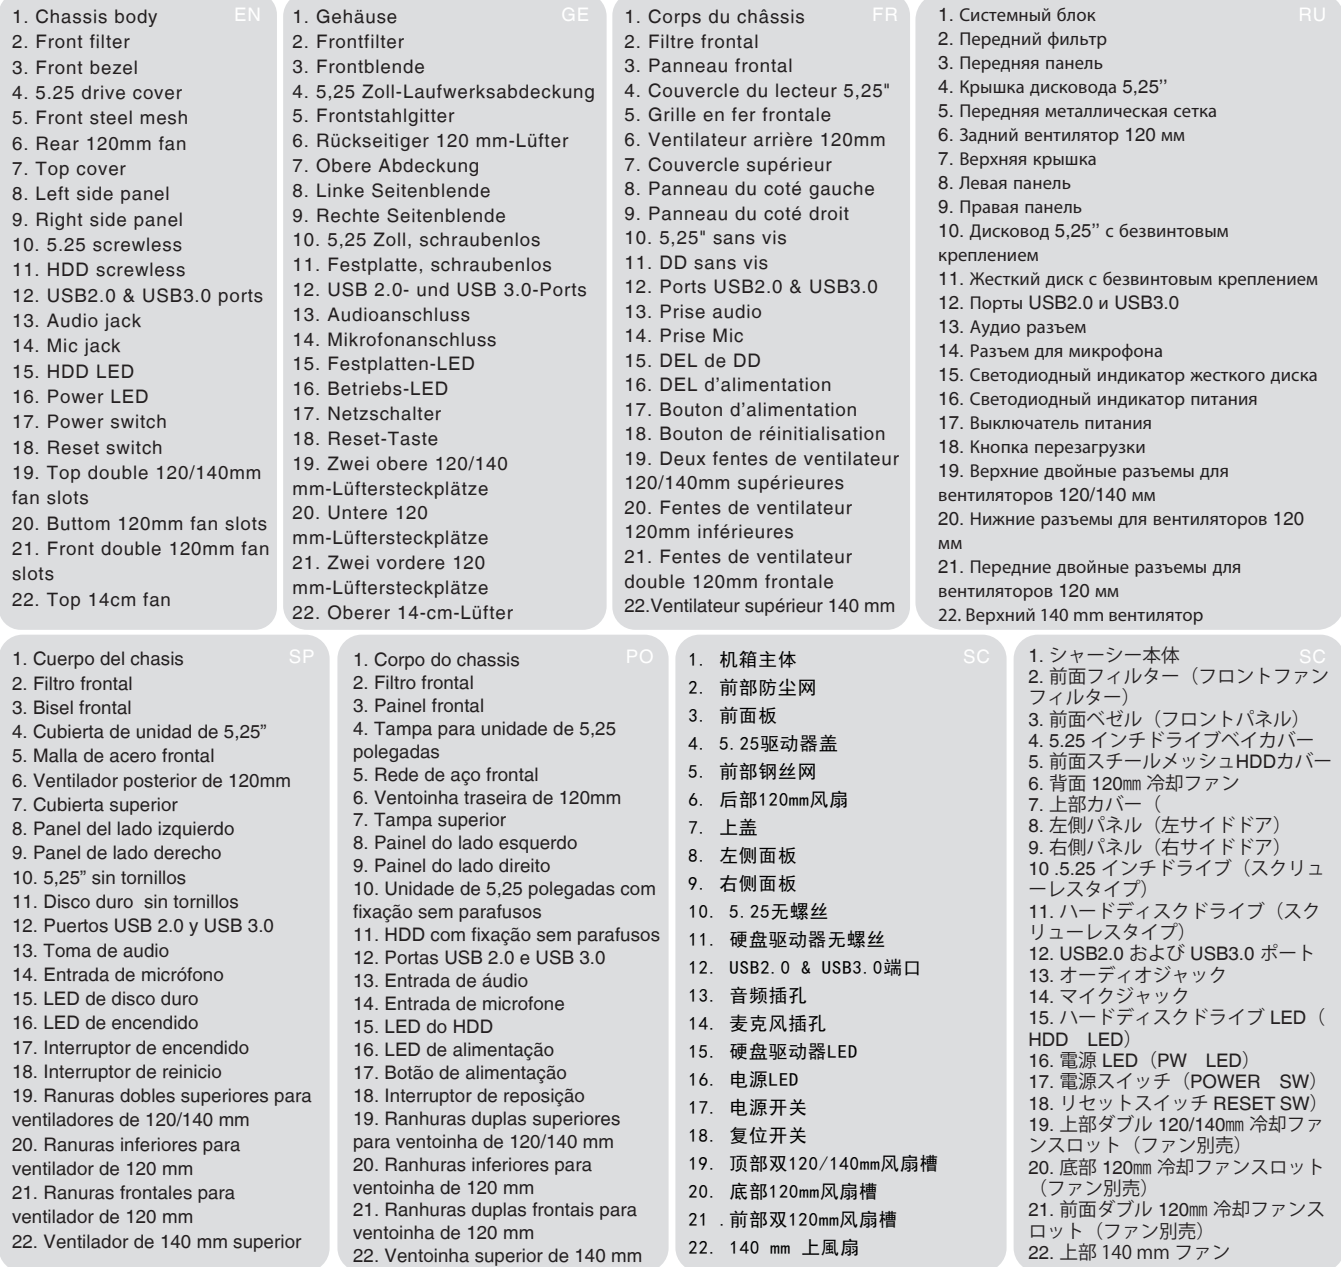 EN
1. Chassis body
2. Front filter
3. Front bezel
4. 5.25 drive cover
5. Front steel mesh
6. Rear 120mm fan
7. Top cover
8. Left side panel
9. Right side panel
10. 5.25 screwless
11. HDD screwless
12. USB2.0 & USB3.0 ports
13. Audio jack
14. Mic jack
15. HDD LED
16. Power LED
17. Power switch
18. Reset switch
19. Top double 120/140mm
fan slots
20. Buttom 120mm fan slots
21. Front double 120mm fan
slots
22. Top 14cm fan
GE
1. Gehäuse
2. Frontfilter
3. Frontblende
4. 5,25 Zoll-Laufwerksabdeckung
5. Frontstahlgitter
6. Rückseitiger 120 mm-Lüfter
7. Obere Abdeckung
8. Linke Seitenblende
9. Rechte Seitenblende
10. 5,25 Zoll, schraubenlos
11. Festplatte, schraubenlos
12. USB 2.0- und USB 3.0-Ports
13. Audioanschluss
14. Mikrofonanschluss
15. Festplatten-LED
16. Betriebs-LED
17. Netzschalter
18. Reset-Taste
19. Zwei obere 120/140
mm-Lüftersteckplätze
20. Untere 120
mm-Lüftersteckplätze
21. Zwei vordere 120
mm-Lüftersteckplätze
22. Oberer 14-cm-Lüfter
FR
1. Corps du châssis
2. Filtre frontal
3. Panneau frontal
4. Couvercle du lecteur 5,25"
5. Grille en fer frontale
6. Ventilateur arrière 120mm
7. Couvercle supérieur
8. Panneau du coté gauche
9. Panneau du coté droit
10. 5,25" sans vis
11. DD sans vis
12. Ports USB2.0 & USB3.0
13. Prise audio
14. Prise Mic
15. DEL de DD
16. DEL d’alimentation
17. Bouton d’alimentation
18. Bouton de réinitialisation
19. Deux fentes de ventilateur
120/140mm supérieures
20. Fentes de ventilateur
120mm inférieures
21. Fentes de ventilateur
double 120mm frontale
22.Ventilateur supérieur 140 mm
RU
1. Системный блок
2. Передний фильтр
3. Передняя панель
4. Крышка дисковода 5,25’’
5. Передняя металлическая сетка
6. Задний вентилятор 120 мм
7. Верхняя крышка
8. Левая панель
9. Правая панель
10. Дисковод 5,25’’ с безвинтовым
креплением
11. Жесткий диск с безвинтовым креплением
12. Порты USB2.0 и USB3.0
13. Аудио разъем
14. Разъем для микрофона
15. Светодиодный индикатор жесткого диска
16. Светодиодный индикатор питания
17. Выключатель питания
18. Кнопка перезагрузки
19. Верхние двойные разъемы для
вентиляторов 120/140 мм
20. Нижние разъемы для вентиляторов 120
мм
21. Передние двойные разъемы для
вентиляторов 120 мм
22. Верхний 140 mm вентилятор
SP
1. Cuerpo del chasis
2. Filtro frontal
3. Bisel frontal
4. Cubierta de unidad de 5,25”
5. Malla de acero frontal
6. Ventilador posterior de 120mm
7. Cubierta superior
8. Panel del lado izquierdo
9. Panel de lado derecho
10. 5,25” sin tornillos
11. Disco duro sin tornillos
12. Puertos USB 2.0 y USB 3.0
13. Toma de audio
14. Entrada de micrófono
15. LED de disco duro
16. LED de encendido
17. Interruptor de encendido
18. Interruptor de reinicio
19. Ranuras dobles superiores para
ventiladores de 120/140 mm
20. Ranuras inferiores para
ventilador de 120 mm
21. Ranuras frontales para
ventilador de 120 mm
22. Ventilador de 140 mm superior
PO
1. Corpo do chassis
2. Filtro frontal
3. Painel frontal
4. Tampa para unidade de 5,25
polegadas
5. Rede de aço frontal
6. Ventoinha traseira de 120mm
7. Tampa superior
8. Painel do lado esquerdo
9. Painel do lado direito
10. Unidade de 5,25 polegadas com
fixação sem parafusos
11. HDD com fixação sem parafusos
12. Portas USB 2.0 e USB 3.0
13. Entrada de áudio
14. Entrada de microfone
15. LED do HDD
16. LED de alimentação
17. Botão de alimentação
18. Interruptor de reposição
19. Ranhuras duplas superiores
para ventoinha de 120/140 mm
20. Ranhuras inferiores para
ventoinha de 120 mm
21. Ranhuras duplas frontais para
ventoinha de 120 mm
22. Ventoinha superior de 140 mm
SC
1. 机箱主体
2. 前部防尘网
3. 前面板
4. 5.25驱动器盖
5. 前部钢丝网
6. 后部120mm风扇
7. 上盖
8. 左侧面板
9. 右侧面板
10. 5.25无螺丝
11. 硬盘驱动器无螺丝
12. USB2.0 & USB3.0端口
13. 音频插孔
14. 麦克风插孔
15. 硬盘驱动器LED
16. 电源LED
17. 电源开关
18. 复位开关
19. 顶部双120/140mm风扇槽
20. 底部120mm风扇槽
21 .前部双120mm风扇槽
22. 140 mm 上風扇
SC
1. シャーシー本体
2. 前面フィルター（フロントファン
フィルター）
3. 前面ベゼル（フロントパネル）
4. 5.25 インチドライブベイカバー
5. 前面スチールメッシュHDDカバー
6. 背面 120㎜ 冷却ファン
7. 上部カバー（
8. 左側パネル（左サイドドア）
9. 右側パネル（右サイドドア）
10 .5.25 インチドライブ（スクリュ
ーレスタイプ）
11. ハードディスクドライブ（スク
リューレスタイプ）
12. USB2.0 および USB3.0 ポート
13. オーディオジャック
14. マイクジャック
15. ハードディスクドライブ LED（
HDD　LED）
16. 電源 LED（PW　LED）
17. 電源スイッチ（POWER　SW）
18. リセットスイッチ RESET SW）
19. 上部ダブル 120/140㎜ 冷却ファ
ンスロット（ファン別売）
20. 底部 120㎜ 冷却ファンスロット
（ファン別売）
21. 前面ダブル 120㎜ 冷却ファンス
ロット（ファン別売）
22. 上部 140 mm ファン